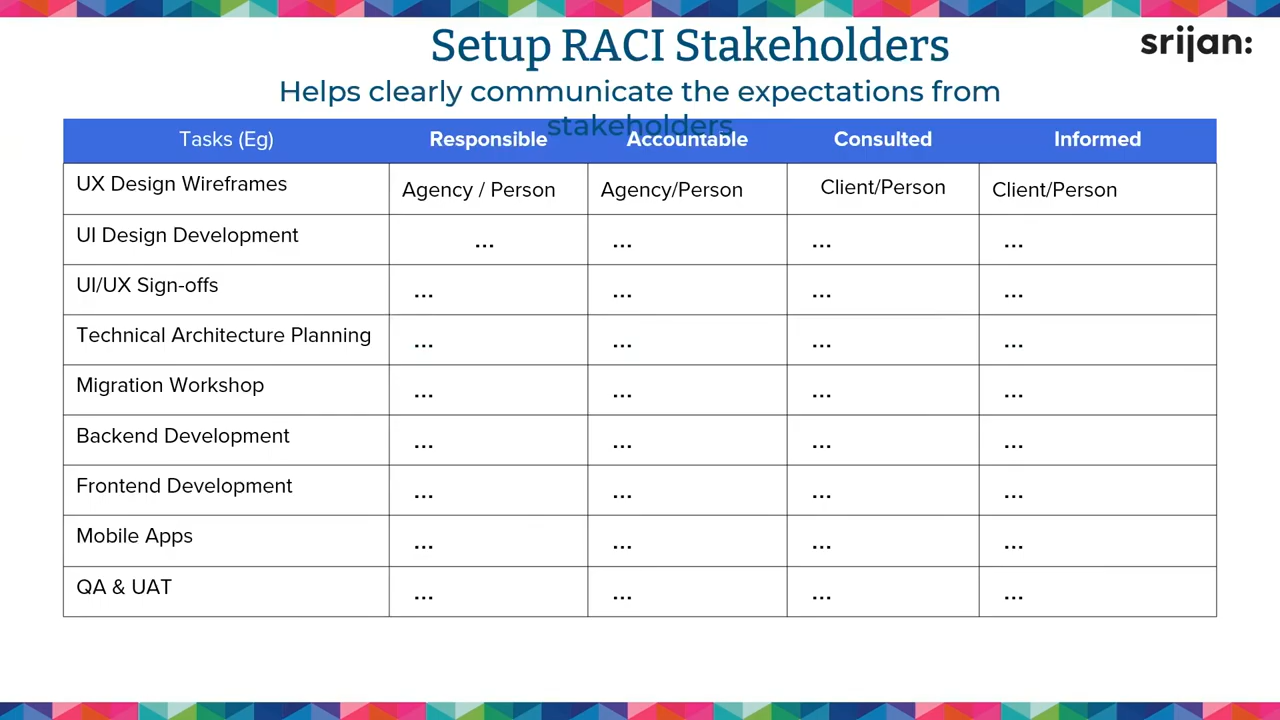 Setup RACI Stakeholders
srijan:
Helps clearly communicate the expectations from
stakeholders
Tasks (Eg) Responsible Accountable Consulted Informed
UX Design Wireframes Agency / Person Agency/Person Client/Person Client/Person
UI Design Development ... ... ... ...
UI/UX Sign-offs ... ... ... ...
Technical Architecture Planning ... ... ... ...
Migration Workshop ... ... ... ...
Backend Development ... ... ... ...
Frontend Development ... ... ... ...
Mobile Apps ... ... ... ...
QA & UAT ... ... ... ...